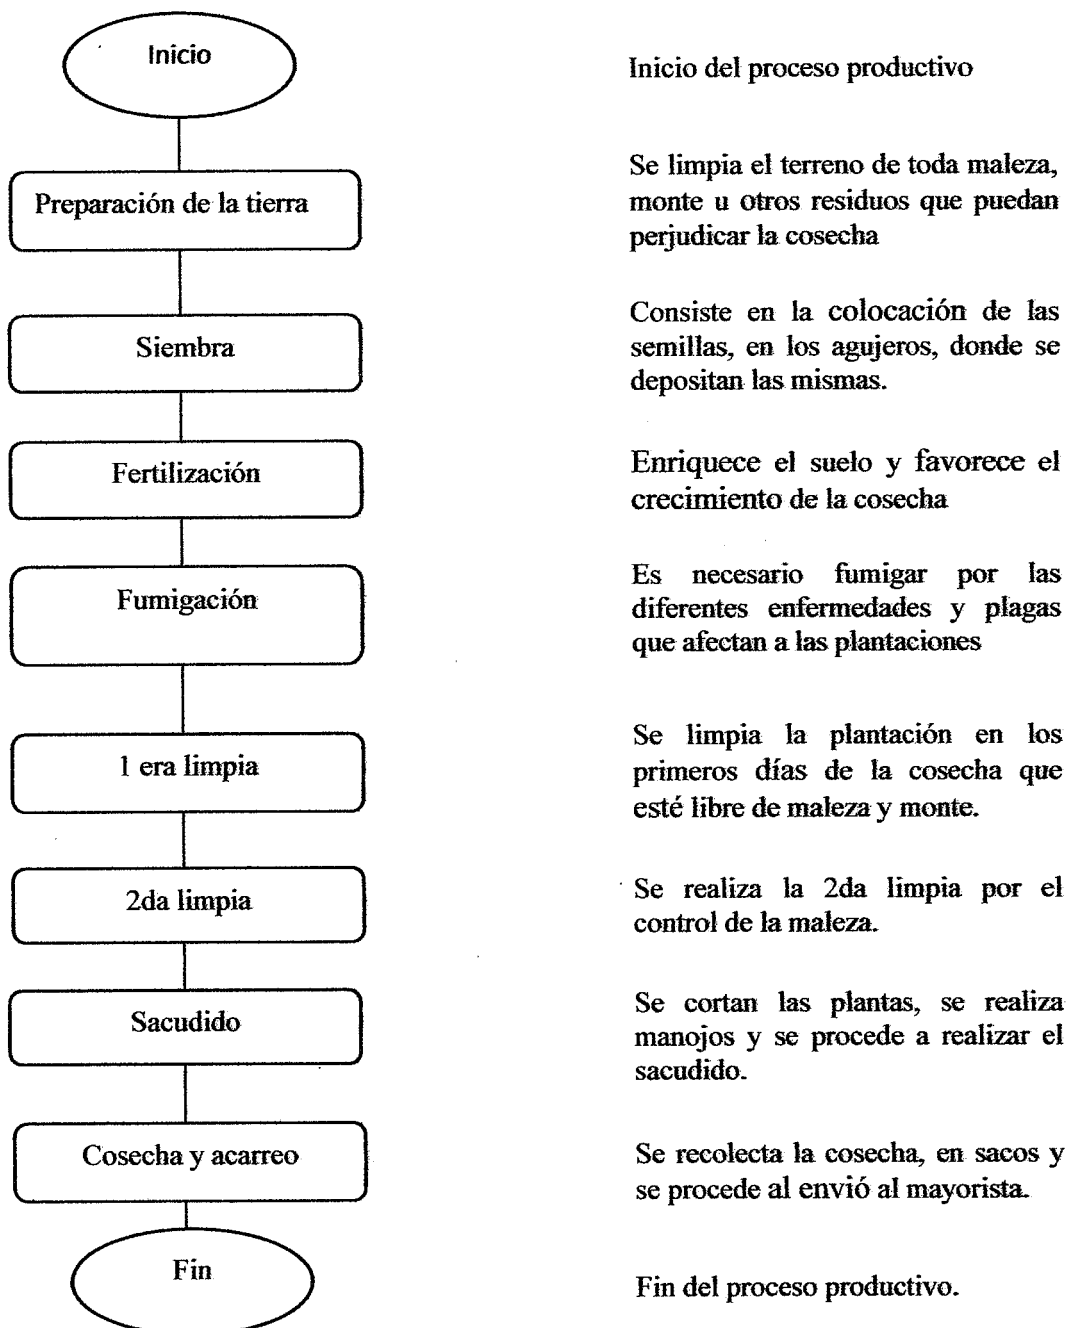 Inicio
Inicio del proceso productivo
Preparación de la tierra
Se limpia el terreno de toda maleza,
monte u otros residuos que puedan
perjudicar la cosecha
Siembra
Consiste en la colocación de las
semillas, en los agujeros, donde se
depositan las mismas.
Fertilización
Enriquece el suelo y favorece el
crecimiento de la cosecha
Fumigación
Es necesario fumigar por las
diferentes enfermedades y plagas
que afectan a las plantaciones
1 era limpia
Se limpia la plantación en los
primeros días de la cosecha que
esté libre de maleza y monte.
2da limpia
Se realiza la 2da limpia por el
control de la maleza.
Sacudido
Se cortan las plantas, se realiza
manojos y se procede a realizar el
sacudido.
Cosecha y acarreo
Se recolecta la cosecha, en sacos y
se procede al envió al mayorista.
Fin
Fin del proceso productivo.